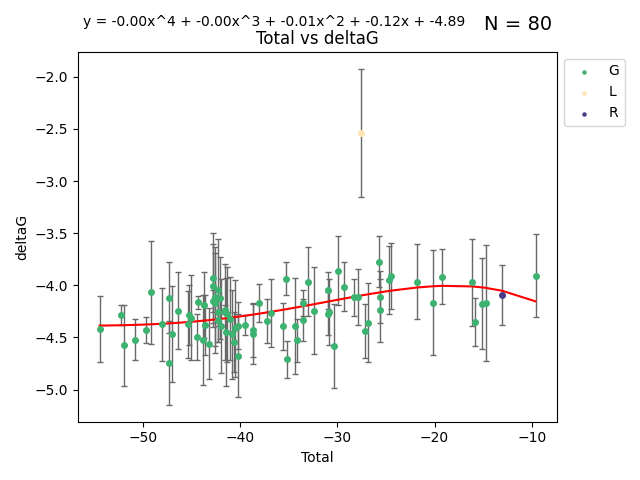 y = -0.00x^4 + -0.00x^3 + -0.01x^2 + -0.12x + -4.89 N = 80
Total vs deltaG
G
L
R
deltaG
−2.0
−2.5
−3.0
−3.5
−4.0
−4.5
−5.0
−50 −40 −30 −20 −10
Total